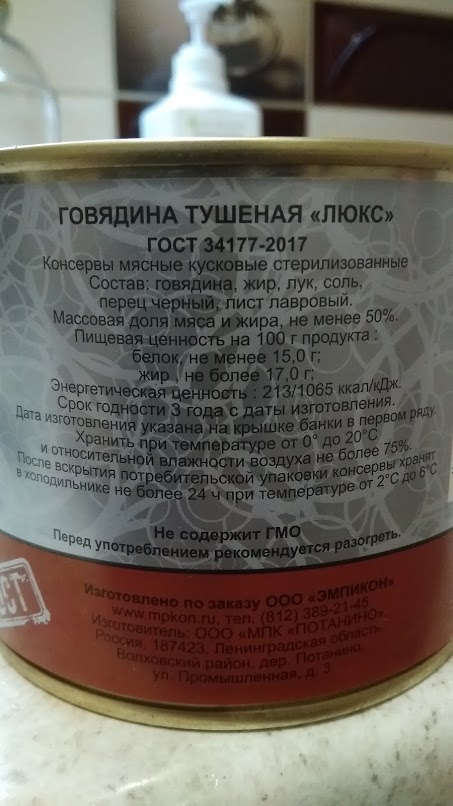 ГОВЯДИНА ТУШЕНАЯ «ЛЮКС»
ГОСТ 34177-2017
Консервы мясные кусковые стерилизованные
Состав: говядина, жир, лук, соль,
перец черный, лист лавровый.
Массовая доля мяса и жира, не менее 50%.
Пищевая ценность на 100 г продукта :
белок, не менее 15,0 г;
жир , не более 17,0 г;
Энергетическая ценность : 213/1065 ккал/кДж.
Срок годности 3 года с даты изготовления.
Дата изготовления указана на крышке банки в первом ряду.
Хранить при температуре от 0° до 20°С
и относительной влажности воздуха не более 75%.
После вскрытия потребительской упаковки консервы хранят
в холодильнике не более 24 ч при температуре от 2°С до 6°С
Не содержит ГМО
Перед употреблением рекомендуется разогреть.
Изготовлено по заказу ООО «ЭМПИКОН»
www.mpkon.ru, тел. (812) 389-21-45
Изготовитель: ООО «МПК «ПОТАНИНО»
Россия, 187423, Ленинградская область,
Волховский район, дер. Потанино,
ул. Промышленная, д. 3